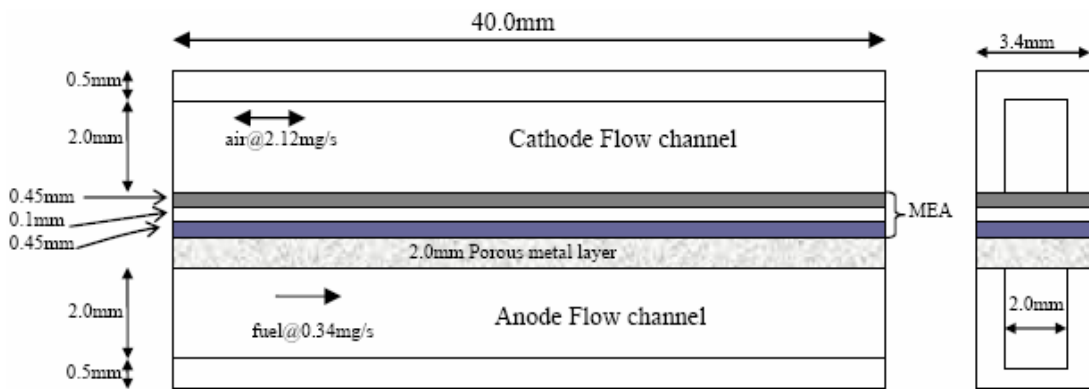 40.0mm
3.4mm
0.5mm
2.0mm
air@2.12mg/s
Cathode Flow channel
0.45mm
0.1mm
0.45mm
MEA
2.0mm Porous metal layer
2.0mm
fuel@0.34mg/s
Anode Flow channel
2.0mm
0.5mm